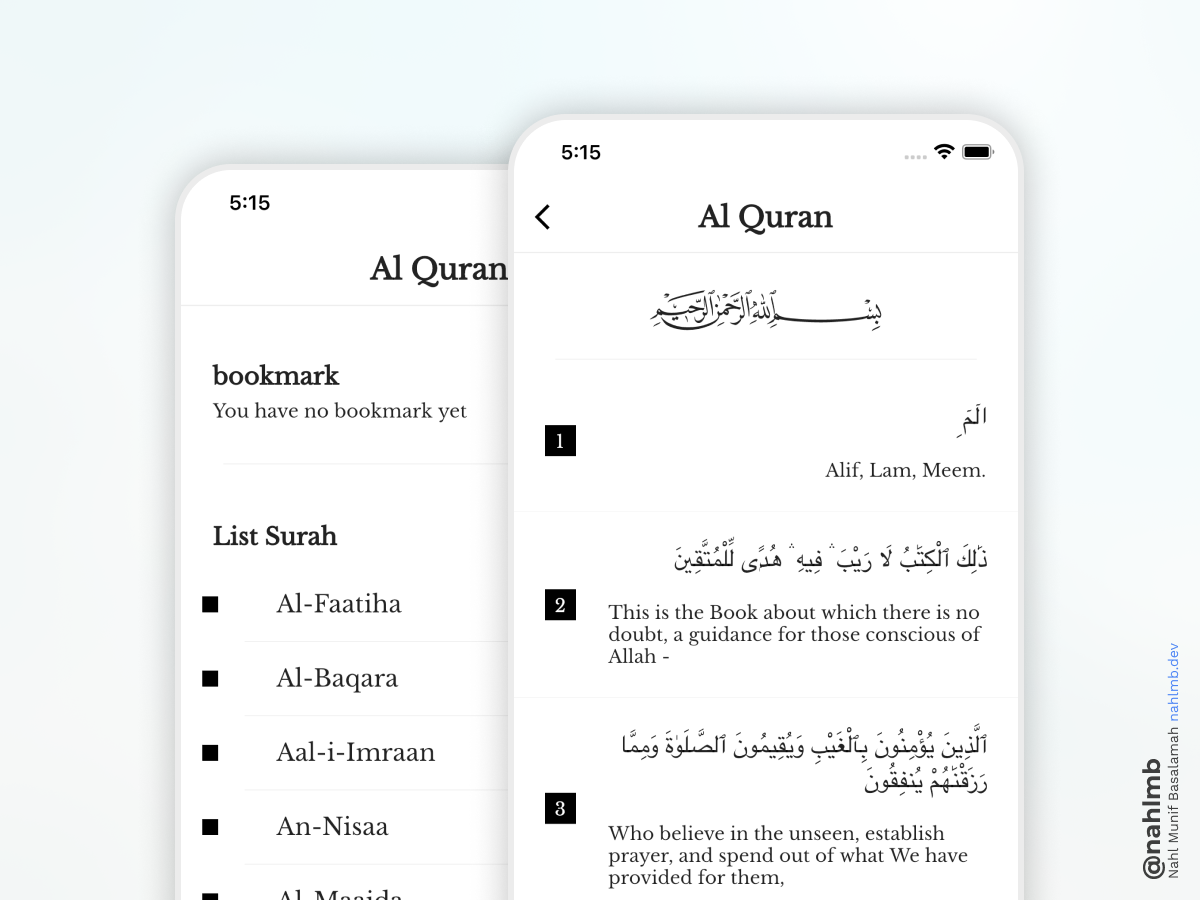 5:15
Al Quran
bookmark
You have no bookmark yet
List Surah
Al-Faatiha
Al-Baqara
Aal-i-Imraan
An-Nisaa
Al-Maaida
5:15
Al Quran
بِسْمِ ٱللَّهِ ٱلرَّحْمَٰنِ ٱلرَّحِيمِ
1
الَمَ
Alif, Lam, Meem.
2
ذَٰلِكَ ٱلْكِتَٰبُ لَا رَيْبَ ۛ فِيهِ ۛ هُدًى لِّلْمُتَّقِينَ
This is the Book about which there is no
doubt, a guidance for those conscious of
Allah -
3
ٱلَّذِينَ يُؤْمِنُونَ بِٱلْغَيْبِ وَيُقِيمُونَ ٱلصَّلَوٰةَ وَمِمَّا
رَزَقْنَٰهُمْ يُنفِقُونَ
Who believe in the unseen, establish
prayer, and spend out of what We have
provided for them,
@nahlmb
Nahl Munif Basalamah nahlmb.dev